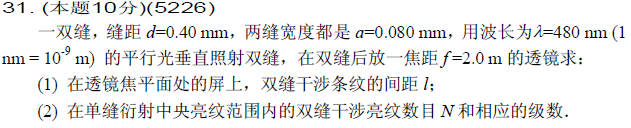 31. (本题10分)(5226)
一双缝，缝距 d=0.40 mm，两缝宽度都是 a=0.080 mm，用波长为λ=480 nm (1
nm = 10⁻⁹ m) 的平行光垂直照射双缝，在双缝后放一焦距 f =2.0 m 的透镜求：
(1) 在透镜焦平面处的屏上，双缝干涉条纹的间距 l；
(2) 在单缝衍射中央亮纹范围内的双缝干涉亮纹数目 N 和相应的级数．